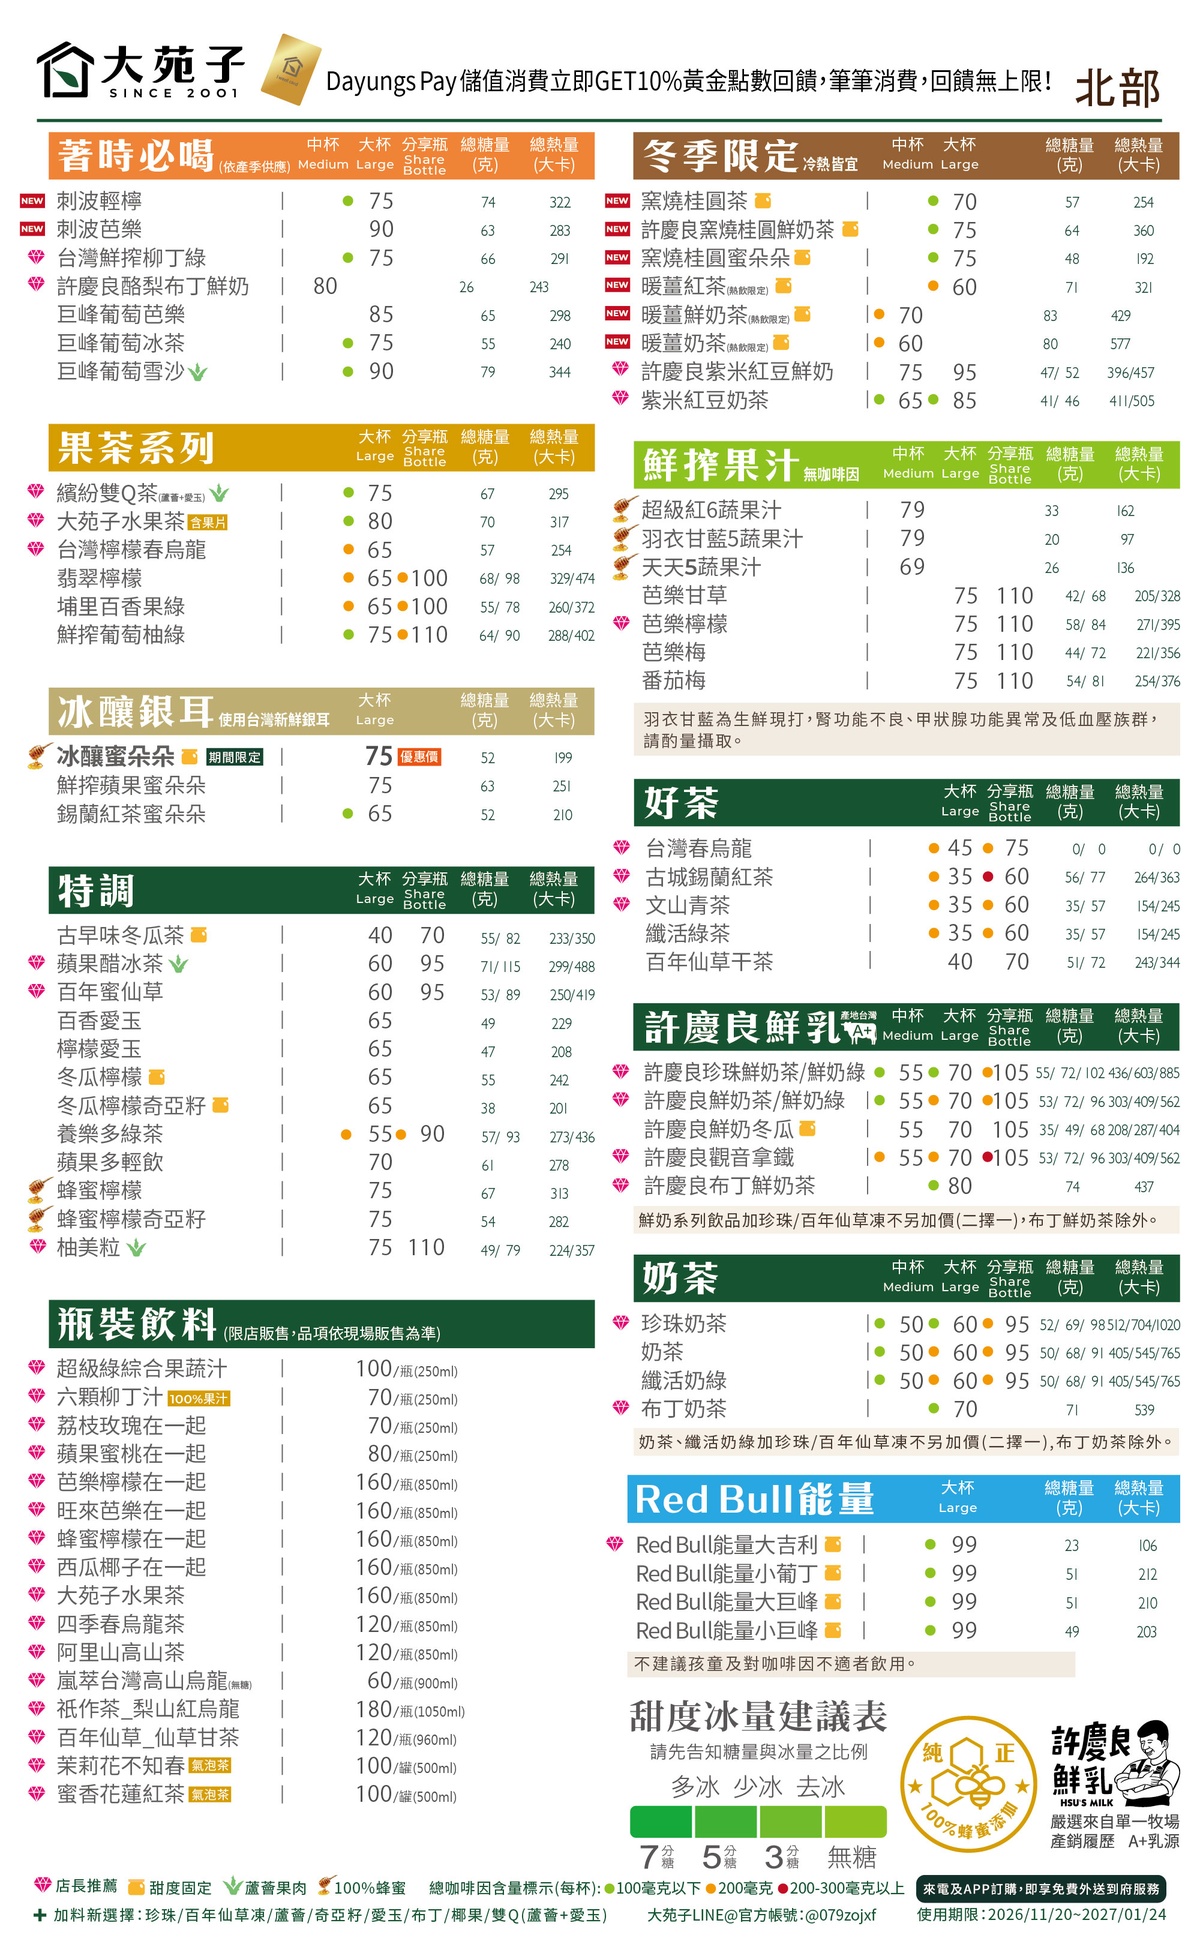 大苑子
SINCE 2001
Dayungs Pay儲值消費立即GET10%黃金點數回饋，筆筆消費，回饋無上限！
北部
著時必喝(依產季供應) 中杯 Medium 大杯 Large 分享瓶 Share Bottle 總糖量(克) 總熱量(大卡)
NEW 刺波輕檸 | 75 74 322
NEW 刺波芭樂 | 90 63 283
台灣鮮搾柳丁綠 | 75 66 291
許慶良酪梨布丁鮮奶 | 80 26 243
巨峰葡萄芭樂 | 85 65 298
巨峰葡萄冰茶 | 75 55 240
巨峰葡萄雪沙 | 90 79 344
果茶系列 大杯 Large 分享瓶 Share Bottle 總糖量(克) 總熱量(大卡)
繽紛雙Q茶(蘆薈+愛玉) | 75 67 295
大苑子水果茶 含果片 | 80 70 317
台灣檸檬春烏龍 | 65 57 254
翡翠檸檬 | 65 100 68/ 98 329/474
埔里百香果綠 | 65 100 55/ 78 260/372
鮮搾葡萄柚綠 | 75 110 64/ 90 288/402
冰釀銀耳 使用台灣新鮮銀耳 大杯 Large 總糖量(克) 總熱量(大卡)
冰釀蜜朵朵 期間限定 | 75 優惠價 52 199
鮮搾蘋果蜜朵朵 | 75 63 251
錫蘭紅茶蜜朵朵 | 65 52 210
特調 大杯 Large 分享瓶 Share Bottle 總糖量(克) 總熱量(大卡)
古早味冬瓜茶 | 40 70 55/ 82 233/350
蘋果醋冰茶 | 60 95 71/ 115 299/488
百年蜜仙草 | 60 95 53/ 89 250/419
百香愛玉 | 65 49 229
檸檬愛玉 | 65 47 208
冬瓜檸檬 | 65 55 242
冬瓜檸檬奇亞籽 | 65 38 201
養樂多綠茶 | 55 90 57/ 93 273/436
蘋果多輕飲 | 70 61 278
蜂蜜檸檬 | 75 67 313
蜂蜜檸檬奇亞籽 | 75 54 282
柚美粒 | 75 110 49/ 79 224/357
瓶裝飲料 (限店販售，品項依現場販售為準)
超級綠綜合果蔬汁 | 100/瓶(250ml)
六顆柳丁汁 100%果汁 | 70/瓶(250ml)
荔枝玫瑰在一起 | 70/瓶(250ml)
蘋果蜜桃在一起 | 80/瓶(250ml)
芭樂檸檬在一起 | 160/瓶(850ml)
旺來芭樂在一起 | 160/瓶(850ml)
蜂蜜檸檬在一起 | 160/瓶(850ml)
西瓜椰子在一起 | 160/瓶(850ml)
大苑子水果茶 | 160/瓶(850ml)
四季春烏龍茶 | 120/瓶(850ml)
阿里山高山茶 | 120/瓶(850ml)
嵐萃台灣高山烏龍(無糖) | 60/瓶(900ml)
祇作茶_梨山紅烏龍 | 180/瓶(1050ml)
百年仙草_仙草甘茶 | 120/瓶(960ml)
茉莉花不知春 氣泡茶 | 100/罐(500ml)
蜜香花蓮紅茶 氣泡茶 | 100/罐(500ml)
冬季限定 冷熱皆宜 中杯 Medium 大杯 Large 總糖量(克) 總熱量(大卡)
NEW 窯燒桂圓茶 | 70 57 254
NEW 許慶良窯燒桂圓鮮奶茶 | 75 64 360
NEW 窯燒桂圓蜜朵朵 | 75 48 192
NEW 暖薑紅茶(熱飲限定) | 60 71 321
NEW 暖薑鮮奶茶(熱飲限定) | 70 83 429
NEW 暖薑奶茶(熱飲限定) | 60 80 577
許慶良紫米紅豆鮮奶 | 75 95 47/ 52 396/457
紫米紅豆奶茶 | 65 85 41/ 46 411/505
鮮搾果汁 無咖啡因 中杯 Medium 大杯 Large 分享瓶 Share Bottle 總糖量(克) 總熱量(大卡)
超級紅6蔬果汁 | 79 33 162
羽衣甘藍5蔬果汁 | 79 20 97
天天5蔬果汁 | 69 26 136
芭樂甘草 | 75 110 42/ 68 205/328
芭樂檸檬 | 75 110 58/ 84 271/395
芭樂梅 | 75 110 44/ 72 221/356
番茄梅 | 75 110 54/ 81 254/376
羽衣甘藍為生鮮現打，腎功能不良、甲狀腺功能異常及低血壓族群，
請酌量攝取。
好茶 大杯 Large 分享瓶 Share Bottle 總糖量(克) 總熱量(大卡)
台灣春烏龍 | 45 75 0/ 0 0/ 0
古城錫蘭紅茶 | 35 60 56/ 77 264/363
文山青茶 | 35 60 35/ 57 154/245
纖活綠茶 | 35 60 35/ 57 154/245
百年仙草干茶 | 40 70 51/ 72 243/344
許慶良鮮乳 產地台灣 A+ 中杯 Medium 大杯 Large 分享瓶 Share Bottle 總糖量(克) 總熱量(大卡)
許慶良珍珠鮮奶茶/鮮奶綠 55 70 105 55/ 72/ 102 436/603/885
許慶良鮮奶茶/鮮奶綠 | 55 70 105 53/ 72/ 96 303/409/562
許慶良鮮奶冬瓜 | 55 70 105 35/ 49/ 68 208/287/404
許慶良觀音拿鐵 | 55 70 105 53/ 72/ 96 303/409/562
許慶良布丁鮮奶茶 | 80 74 437
鮮奶系列飲品加珍珠/百年仙草凍不另加價(二擇一)，布丁鮮奶茶除外。
奶茶 中杯 Medium 大杯 Large 分享瓶 Share Bottle 總糖量(克) 總熱量(大卡)
珍珠奶茶 | 50 60 95 52/ 69/ 98 512/704/1020
奶茶 | 50 60 95 50/ 68/ 91 405/545/765
纖活奶綠 | 50 60 95 50/ 68/ 91 405/545/765
布丁奶茶 | 70 71 539
奶茶、纖活奶綠加珍珠/百年仙草凍不另加價(二擇一)，布丁奶茶除外。
Red Bull能量 大杯 Large 總糖量(克) 總熱量(大卡)
Red Bull能量大吉利 | 99 23 106
Red Bull能量小葡丁 | 99 51 212
Red Bull能量大巨峰 | 99 51 210
Red Bull能量小巨峰 | 99 49 203
不建議孩童及對咖啡因不適者飲用。
甜度冰量建議表
請先告知糖量與冰量之比例
多冰 少冰 去冰
7分糖 5分糖 3分糖 無糖
純正
100%蜂蜜添加
許慶良
鮮乳
HSU'S MILK
嚴選來自單一牧場
產銷履歷 A+乳源
店長推薦 甜度固定 蘆薈果肉 100%蜂蜜 總咖啡因含量標示(每杯):100毫克以下 200毫克 200-300毫克以上 來電及APP訂購，即享免費外送到府服務
加料新選擇：珍珠/百年仙草凍/蘆薈/奇亞籽/愛玉/布丁/椰果/雙Q(蘆薈+愛玉) 大苑子LINE@官方帳號：@079zojxf 使用期限：2026/11/20~2027/01/24